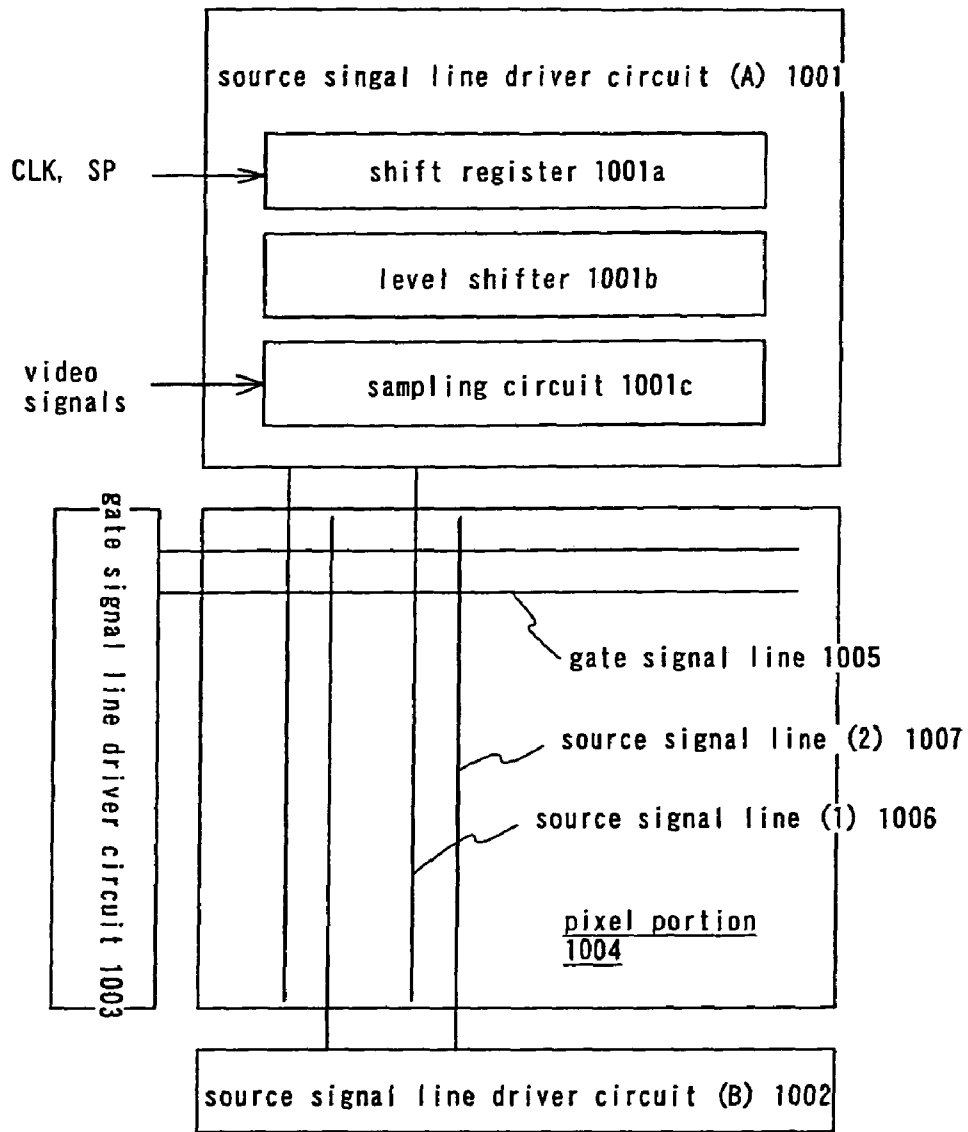 source singal line driver circuit (A) 1001
CLK, SP
shift register 1001a
level shifter 1001b
video
signals
sampling circuit 1001c
gate signal line driver circuit 1003
gate signal line 1005
source signal line (2) 1007
source signal line (1) 1006
pixel portion
1004
source signal line driver circuit (B) 1002